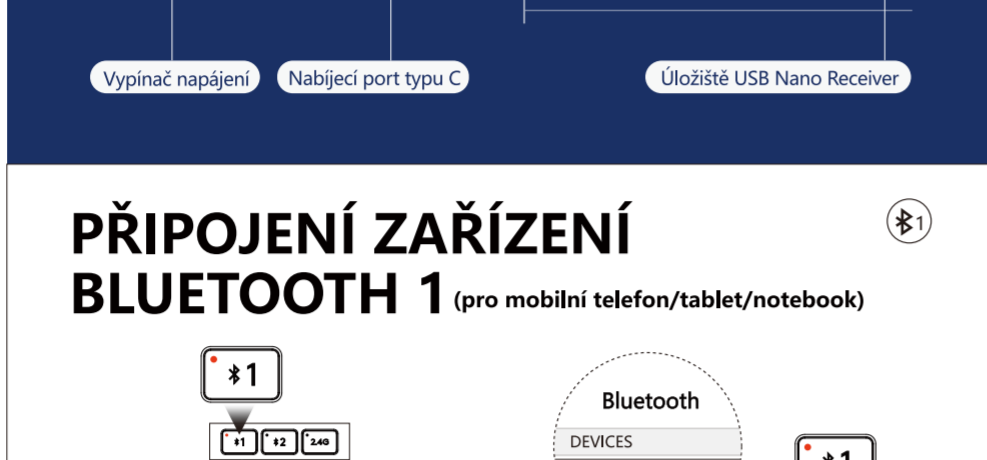 Vypínač napájení
Nabíjecí port typu C
Úložiště USB Nano Receiver
PŘIPOJENÍ ZAŘÍZENÍ
1
BLUETOOTH 1 (pro mobilní telefon/tablet/notebook)
1
Bluetooth
1 2 2.4G
DEVICES
1